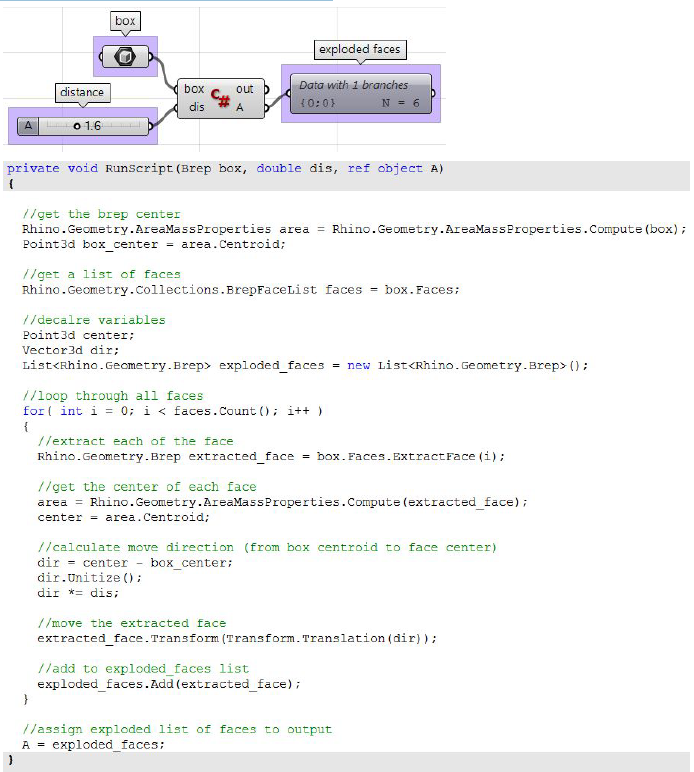 box
exploded faces
distance
box C# out
dis A
Data with 1 branches
{0;0} N = 6
A 1.6
private void RunScript(Brep box, double dis, ref object A)
{
//get the brep center
Rhino.Geometry.AreaMassProperties area = Rhino.Geometry.AreaMassProperties.Compute(box);
Point3d box_center = area.Centroid;
//get a list of faces
Rhino.Geometry.Collections.BrepFaceList faces = box.Faces;
//decalre variables
Point3d center;
Vector3d dir;
List<Rhino.Geometry.Brep> exploded_faces = new List<Rhino.Geometry.Brep>();
//loop through all faces
for( int i = 0; i < faces.Count(); i++ )
{
//extract each of the face
Rhino.Geometry.Brep extracted_face = box.Faces.ExtractFace(i);
//get the center of each face
area = Rhino.Geometry.AreaMassProperties.Compute(extracted_face);
center = area.Centroid;
//calculate move direction (from box centroid to face center)
dir = center - box_center;
dir.Unitize();
dir *= dis;
//move the extracted face
extracted_face.Transform(Transform.Translation(dir));
//add to exploded_faces list
exploded_faces.Add(extracted_face);
}
//assign exploded list of faces to output
A = exploded_faces;
}